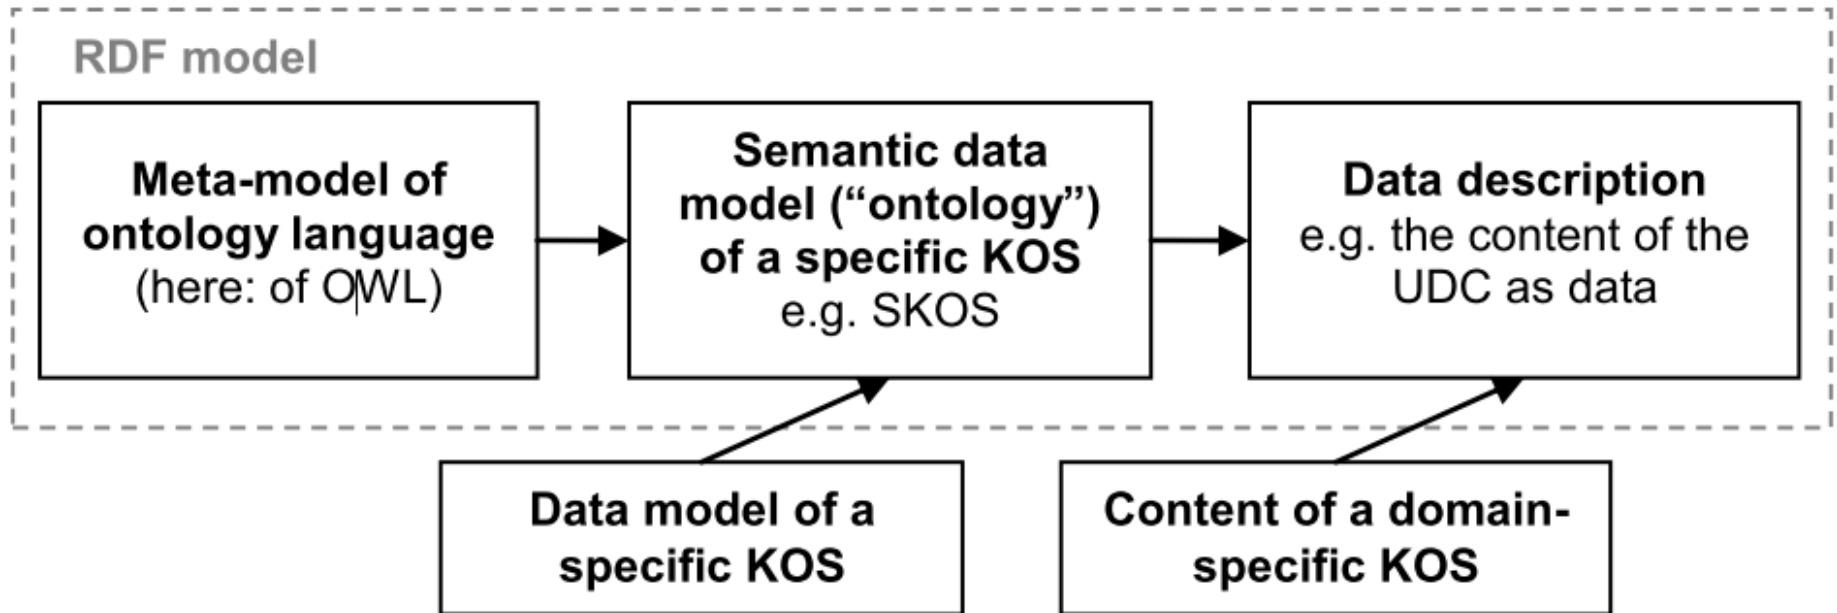 RDF model
Meta-model of
ontology language
(here: of OWL)
Semantic data
model (“ontology”)
of a specific KOS
e.g. SKOS
Data description
e.g. the content of the
UDC as data
Data model of a
specific KOS
Content of a domain-
specific KOS